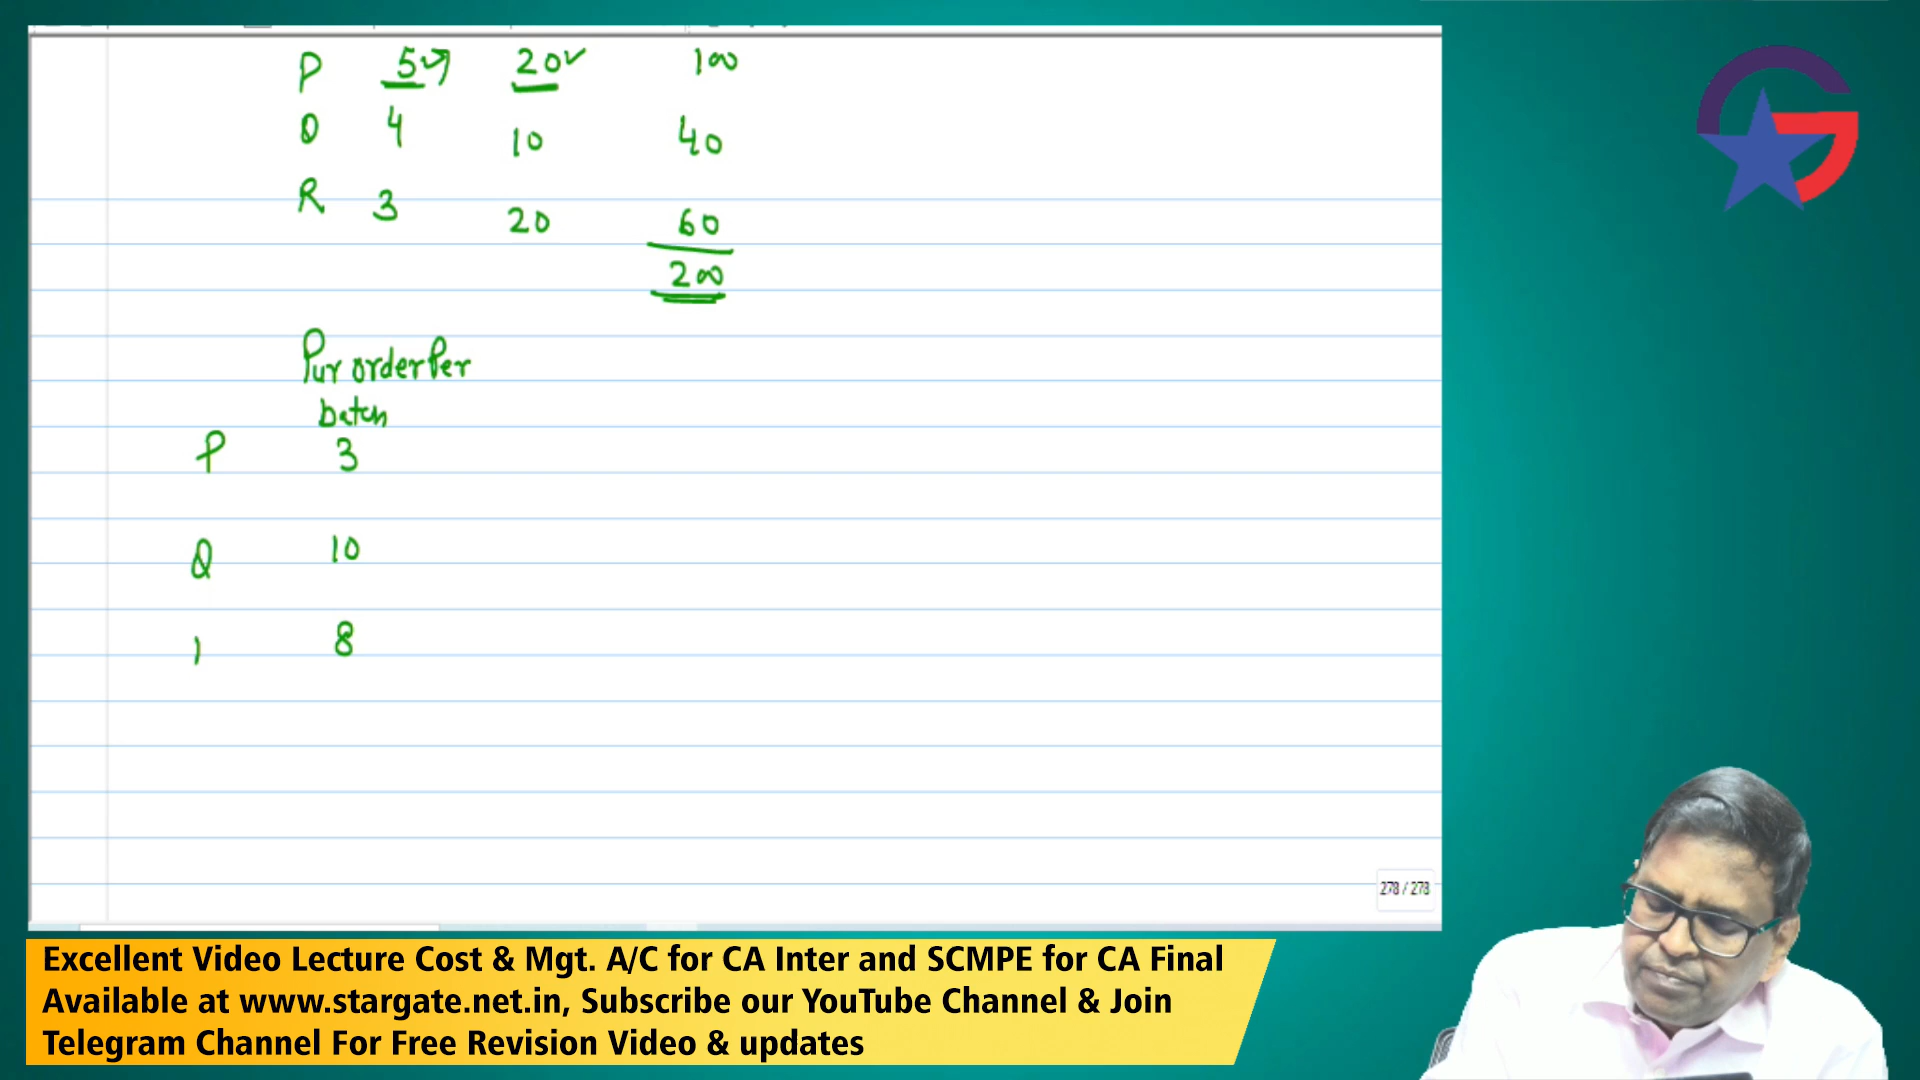 P 5 20 100
Q 4 10 40
R 3 20 60
200
Pur order Per
batch
P 3
Q 10
8
278 / 278
Excellent Video Lecture Cost & Mgt. A/C for CA Inter and SCMPE for CA Final
Available at www.stargate.net.in, Subscribe our YouTube Channel & Join
Telegram Channel For Free Revision Video & updates